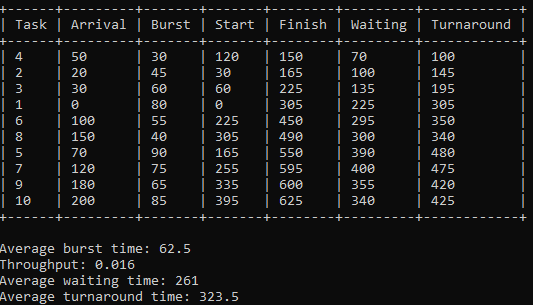 +------+---------+-------+-------+--------+---------+------------+
| Task | Arrival | Burst | Start | Finish | Waiting | Turnaround |
+------+---------+-------+-------+--------+---------+------------+
| 4 | 50 | 30 | 120 | 150 | 70 | 100 |
| 2 | 20 | 45 | 30 | 165 | 100 | 145 |
| 3 | 30 | 60 | 60 | 225 | 135 | 195 |
| 1 | 0 | 80 | 0 | 305 | 225 | 305 |
| 6 | 100 | 55 | 225 | 450 | 295 | 350 |
| 8 | 150 | 40 | 305 | 490 | 300 | 340 |
| 5 | 70 | 90 | 165 | 550 | 390 | 480 |
| 7 | 120 | 75 | 255 | 595 | 400 | 475 |
| 9 | 180 | 65 | 335 | 600 | 355 | 420 |
| 10 | 200 | 85 | 395 | 625 | 340 | 425 |
+------+---------+-------+-------+--------+---------+------------+
Average burst time: 62.5
Throughput: 0.016
Average waiting time: 261
Average turnaround time: 323.5